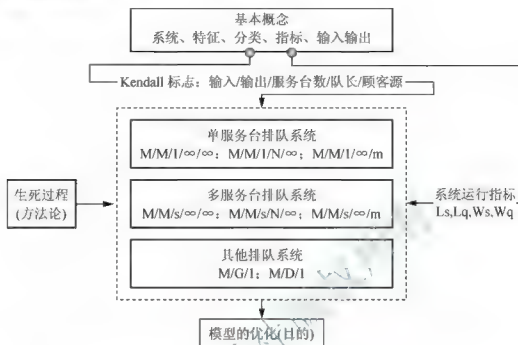 基本概念
系统、特征、分类、指标、输入输出
Kendall 标志：输入/输出/服务台数/队长/顾客源
单服务台排队系统
M/M/1/∞/∞；M/M/1/N/∞；M/M/1/∞/m
生死过程
(方法论)
多服务台排队系统
M/M/s/∞/∞；M/M/s/N/∞；M/M/s/∞/m
系统运行指标
Ls,Lq,Ws,Wq
其他排队系统
M/G/1；M/D/1
模型的优化(目的)